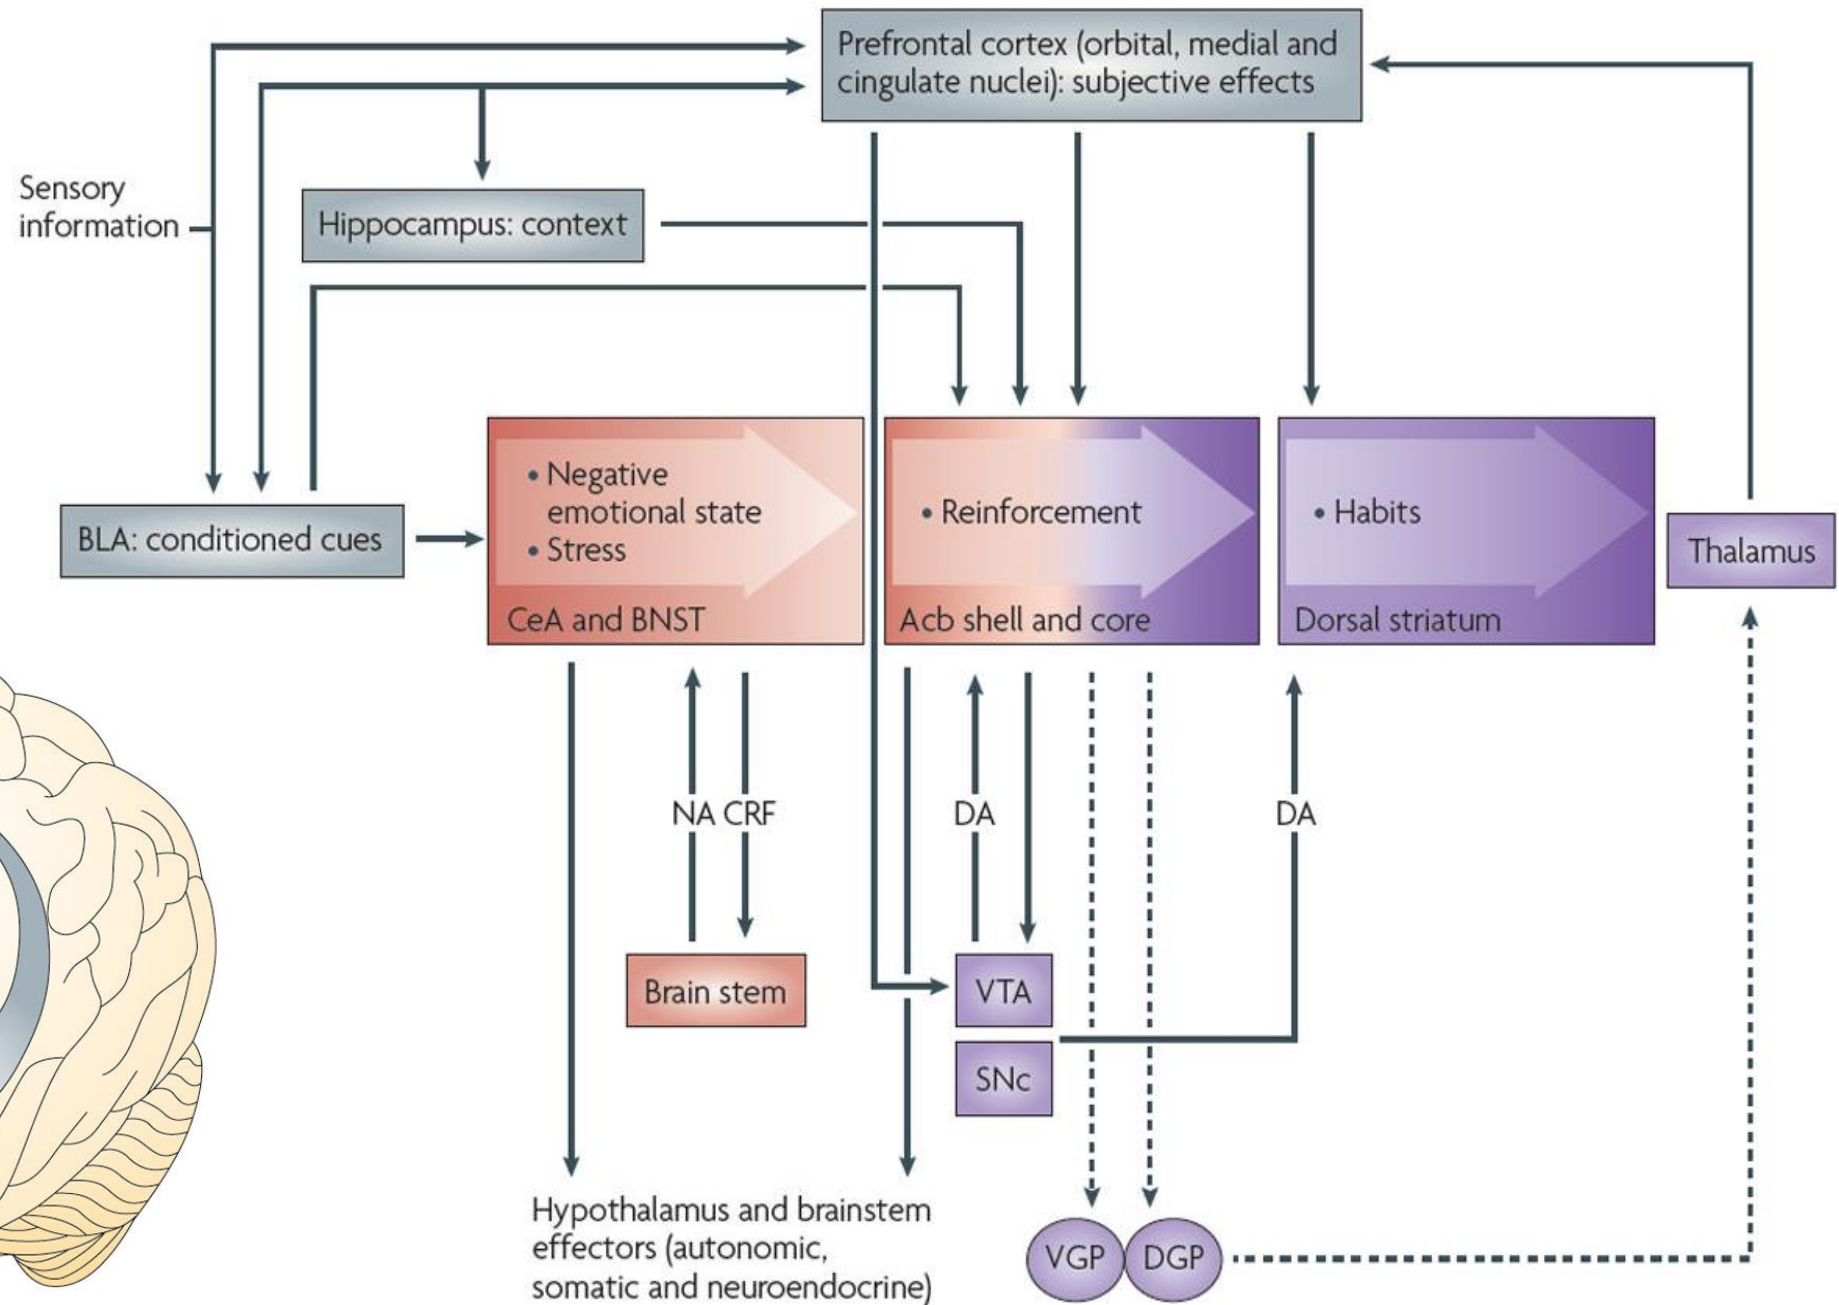 Prefrontal cortex (orbital, medial and
cingulate nuclei): subjective effects
Sensory
information
Hippocampus: context
BLA: conditioned cues
• Negative
emotional state
• Stress
CeA and BNST
• Reinforcement
Acb shell and core
• Habits
Dorsal striatum
Thalamus
NA CRF
DA
DA
Brain stem
VTA
SNc
Hypothalamus and brainstem
effectors (autonomic,
somatic and neuroendocrine)
VGP
DGP